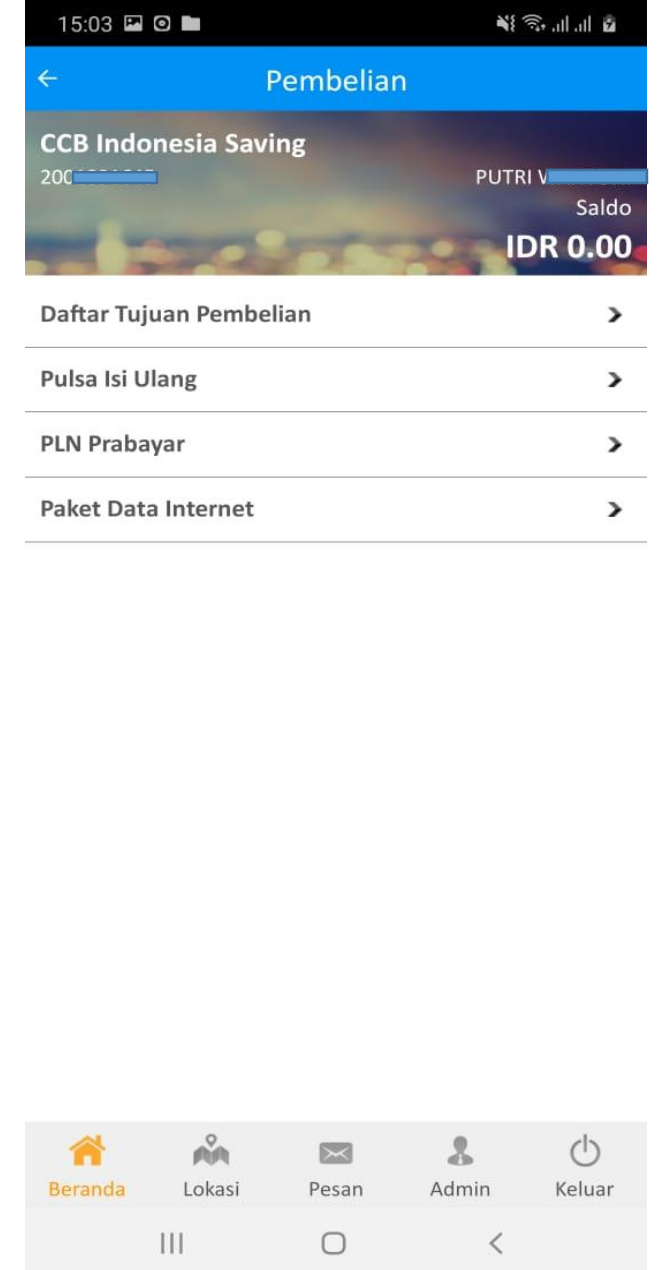 15:03
Pembelian
CCB Indonesia Saving
PUTRI
Saldo
IDR 0.00
Daftar Tujuan Pembelian
Pulsa Isi Ulang
PLN Prabayar
Paket Data Internet
Beranda Lokasi Pesan Admin Keluar